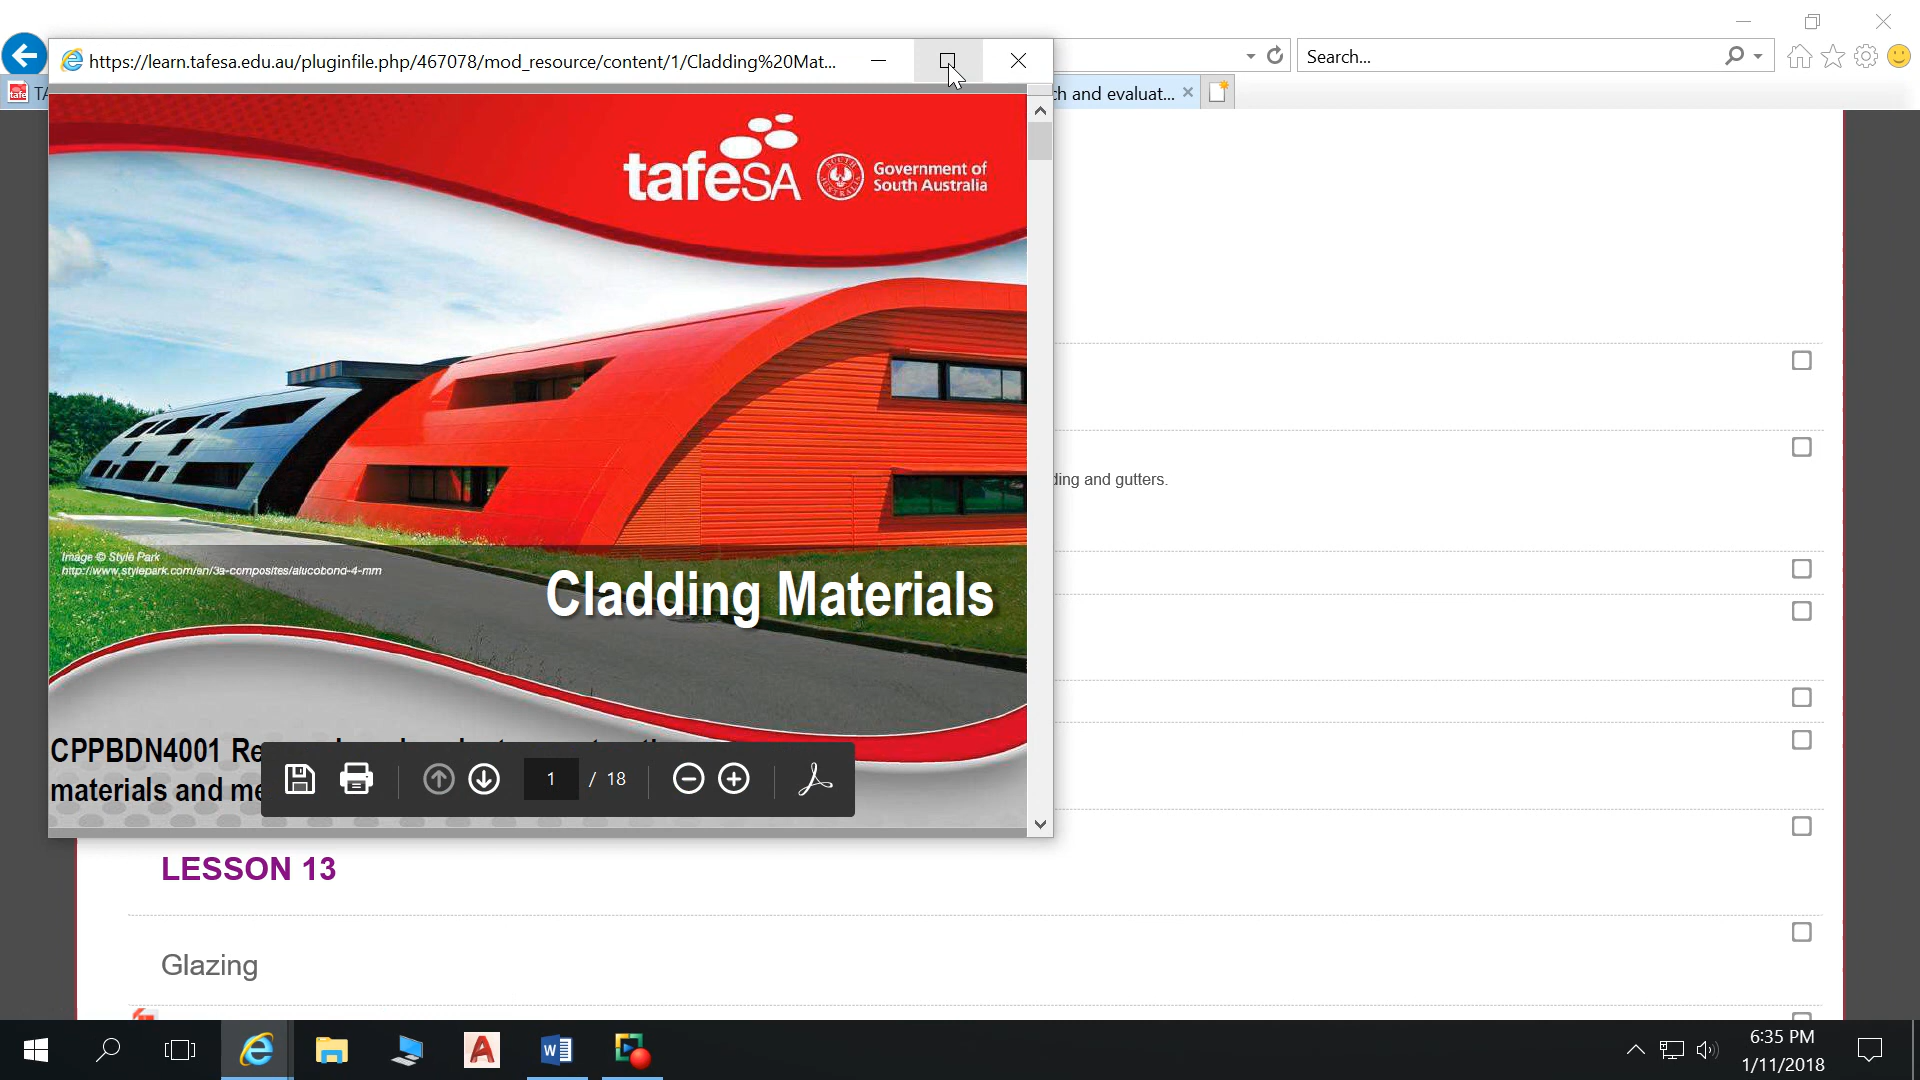 https://learn.tafesa.edu.au/pluginfile.php/467078/mod_resource/content/1/Cladding%20Mat...
Search...
TA
ch and evaluat...
tafeSA
Government of
South Australia
ding and gutters.
Image © Style Park
http://www.stylepark.com/en/3a-composites/alucobond-4-mm
Cladding Materials
CPPBDN4001
materials and
1 / 18
LESSON 13
Glazing
6:35 PM
1/11/2018